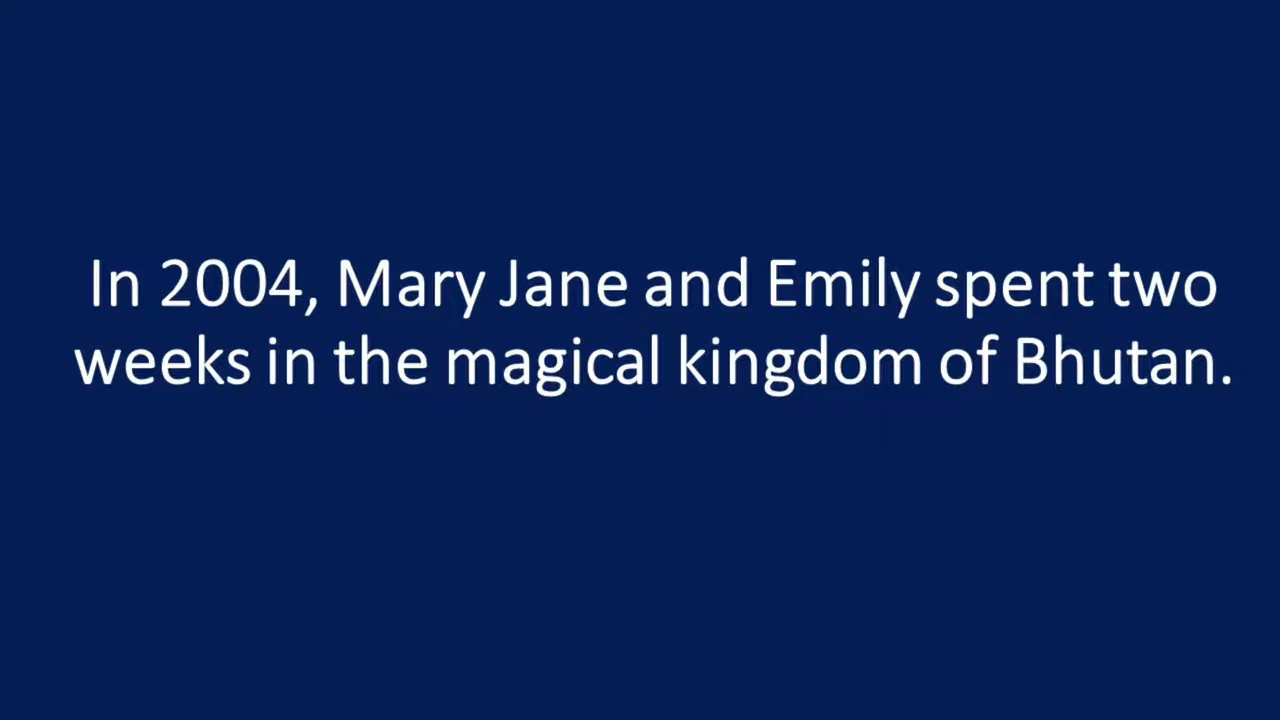 In 2004, Mary Jane and Emily spent two
weeks in the magical kingdom of Bhutan.